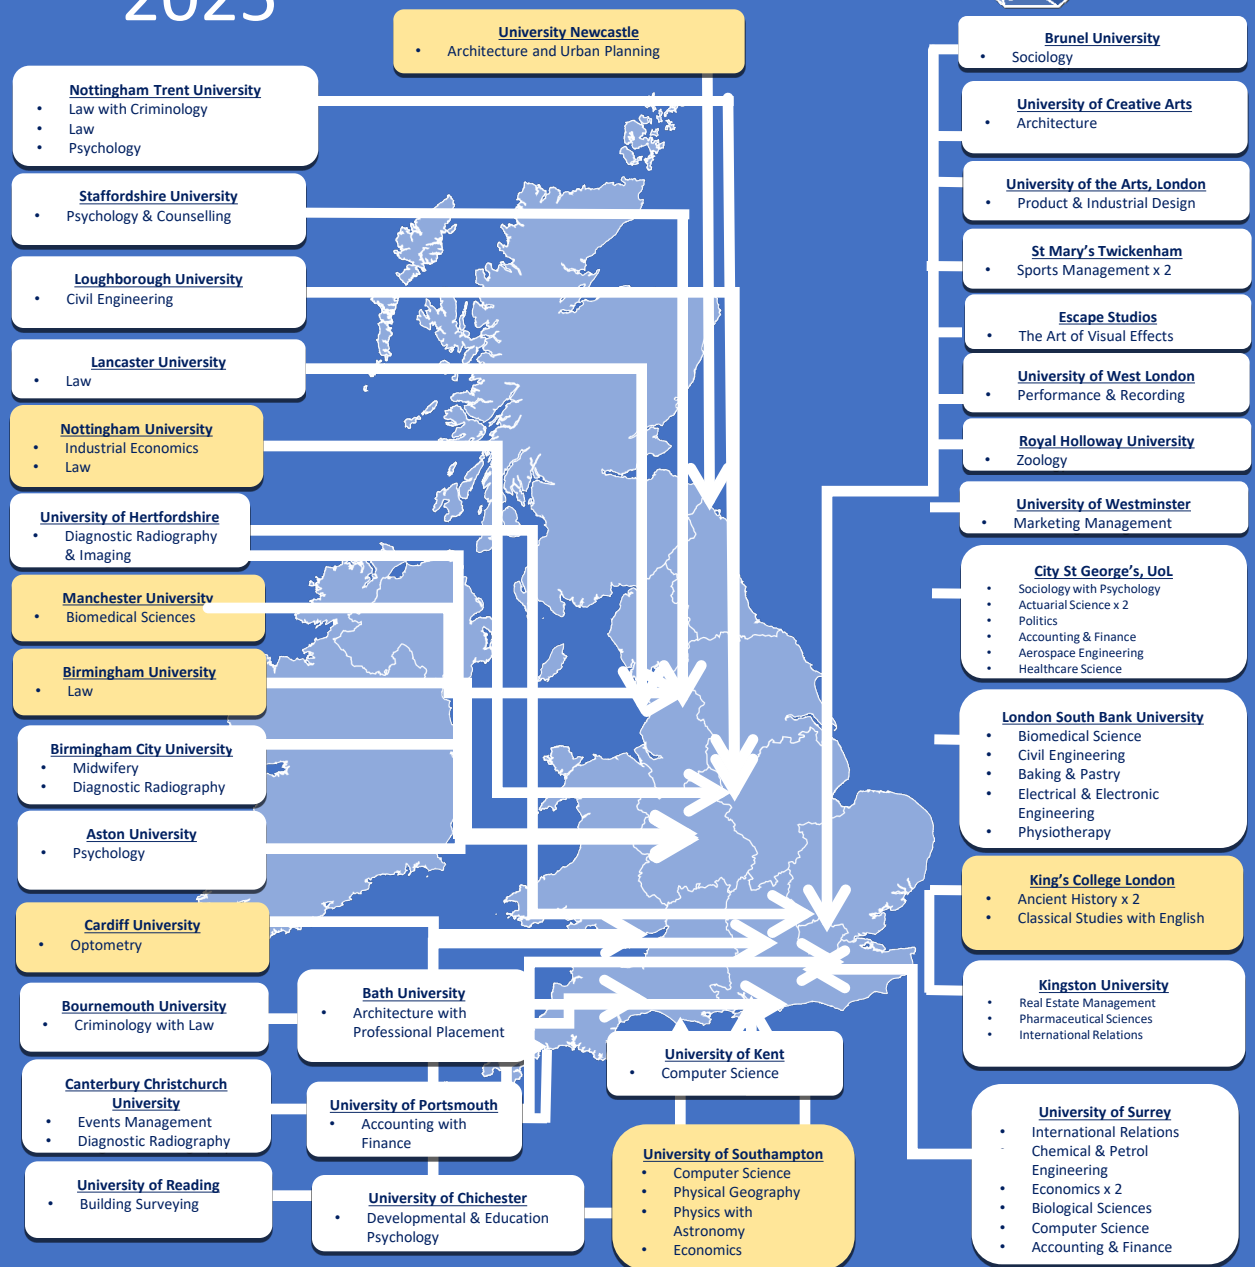 2025
University Newcastle
• Architecture and Urban Planning
Nottingham Trent University
• Law with Criminology
• Law
• Psychology
Staffordshire University
• Psychology & Counselling
Loughborough University
• Civil Engineering
Lancaster University
• Law
Nottingham University
• Industrial Economics
• Law
University of Hertfordshire
• Diagnostic Radiography
& Imaging
Manchester University
• Biomedical Sciences
Birmingham University
• Law
Birmingham City University
• Midwifery
• Diagnostic Radiography
Aston University
• Psychology
Cardiff University
• Optometry
Bournemouth University
• Criminology with Law
Canterbury Christchurch
University
• Events Management
• Diagnostic Radiography
University of Reading
• Building Surveying
Bath University
• Architecture with
Professional Placement
University of Portsmouth
• Accounting with
Finance
University of Chichester
• Developmental & Education
Psychology
University of Kent
• Computer Science
University of Southampton
• Computer Science
• Physical Geography
• Physics with
Astronomy
• Economics
Brunel University
• Sociology
University of Creative Arts
• Architecture
University of the Arts, London
• Product & Industrial Design
St Mary's Twickenham
• Sports Management x 2
Escape Studios
• The Art of Visual Effects
University of West London
• Performance & Recording
Royal Holloway University
• Zoology
University of Westminster
• Marketing Management
City St George's, UoL
• Sociology with Psychology
• Actuarial Science x 2
• Politics
• Accounting & Finance
• Aerospace Engineering
• Healthcare Science
London South Bank University
• Biomedical Science
• Civil Engineering
• Baking & Pastry
• Electrical & Electronic
Engineering
• Physiotherapy
King's College London
• Ancient History x 2
• Classical Studies with English
Kingston University
• Real Estate Management
• Pharmaceutical Sciences
• International Relations
University of Surrey
• International Relations
• Chemical & Petrol
Engineering
• Economics x 2
• Biological Sciences
• Computer Science
• Accounting & Finance